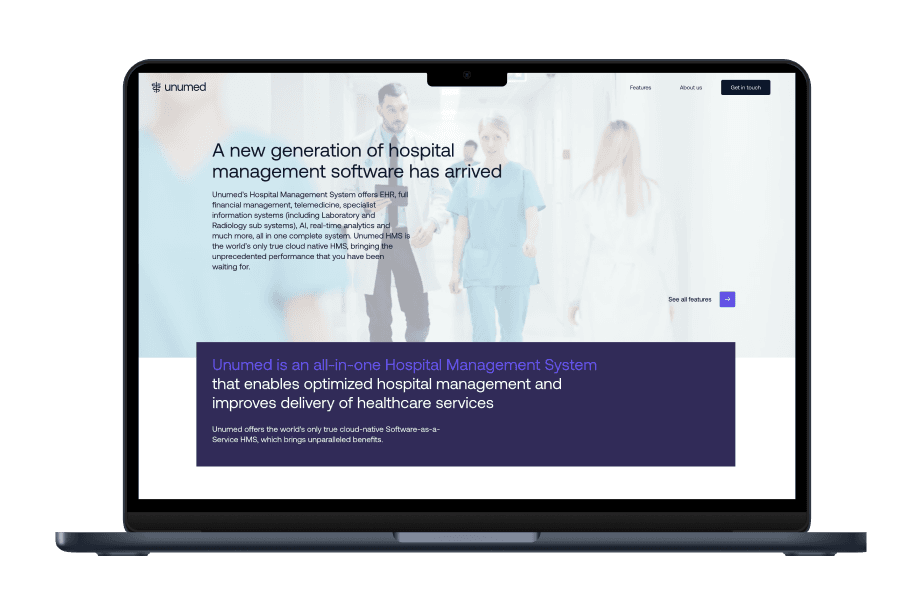 unumed
Features
About us
Get in touch
A new generation of hospital
management software has arrived
Unumed's Hospital Management System offers EHR, full
financial management, telemedicine, specialist
information systems (including Laboratory and
Radiology sub systems), AI, real-time analytics and
much more, all in one complete system. Unumed HMS is
the world's only true cloud native HMS, bringing the
unprecedented performance that you have been
waiting for.
See all features
Unumed is an all-in-one Hospital Management System
that enables optimized hospital management and
improves delivery of healthcare services
Unumed offers the world's only true cloud-native Software-as-a-
Service HMS, which brings unparalleled benefits.